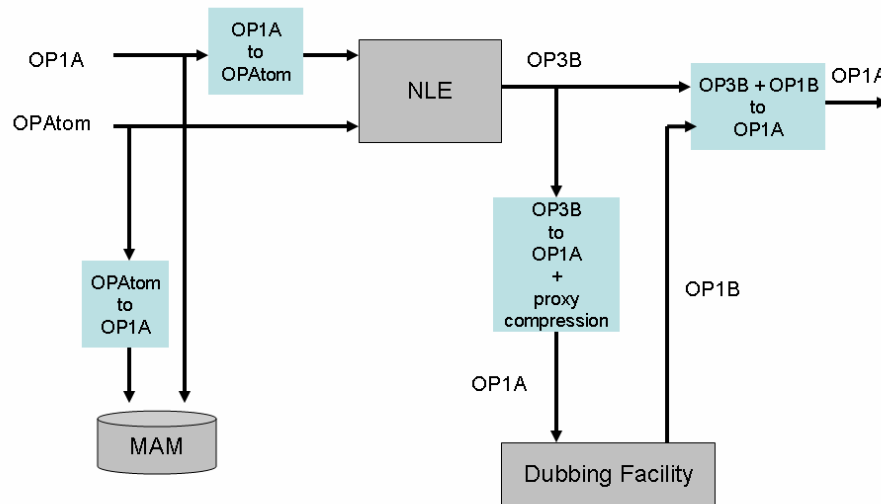 OP1A
OP1A
to
OPAtom
NLE
OP3B
OP3B + OP1B
to
OP1A
OP1A
OPAtom
OPAtom
to
OP1A
MAM
OP3B
to
OP1A
+
proxy
compression
OP1B
OP1A
Dubbing Facility